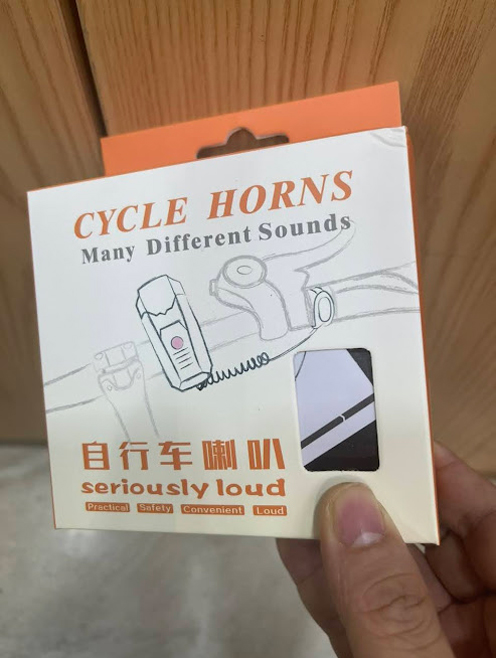 CYCLE HORNS
Many Different Sounds
自行车喇叭
seriously loud
Practical Safety Convenient Loud